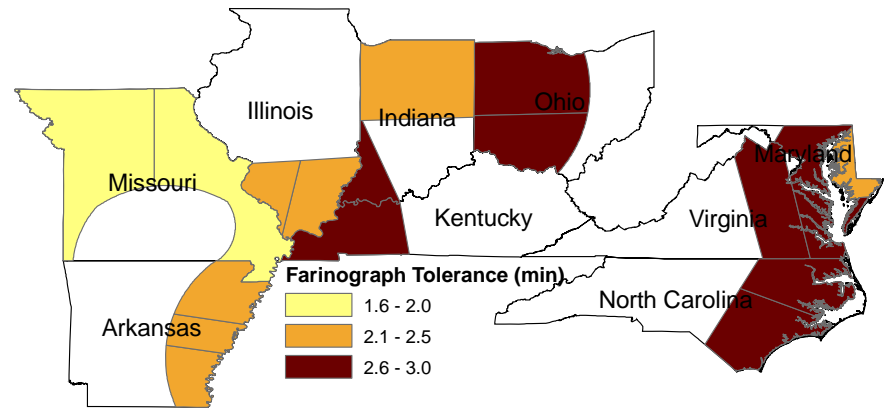 Illinois
Indiana
Ohio
Maryland
Missouri
Kentucky
Virginia
North Carolina
Arkansas
Farinograph Tolerance (min)
1.6 - 2.0
2.1 - 2.5
2.6 - 3.0